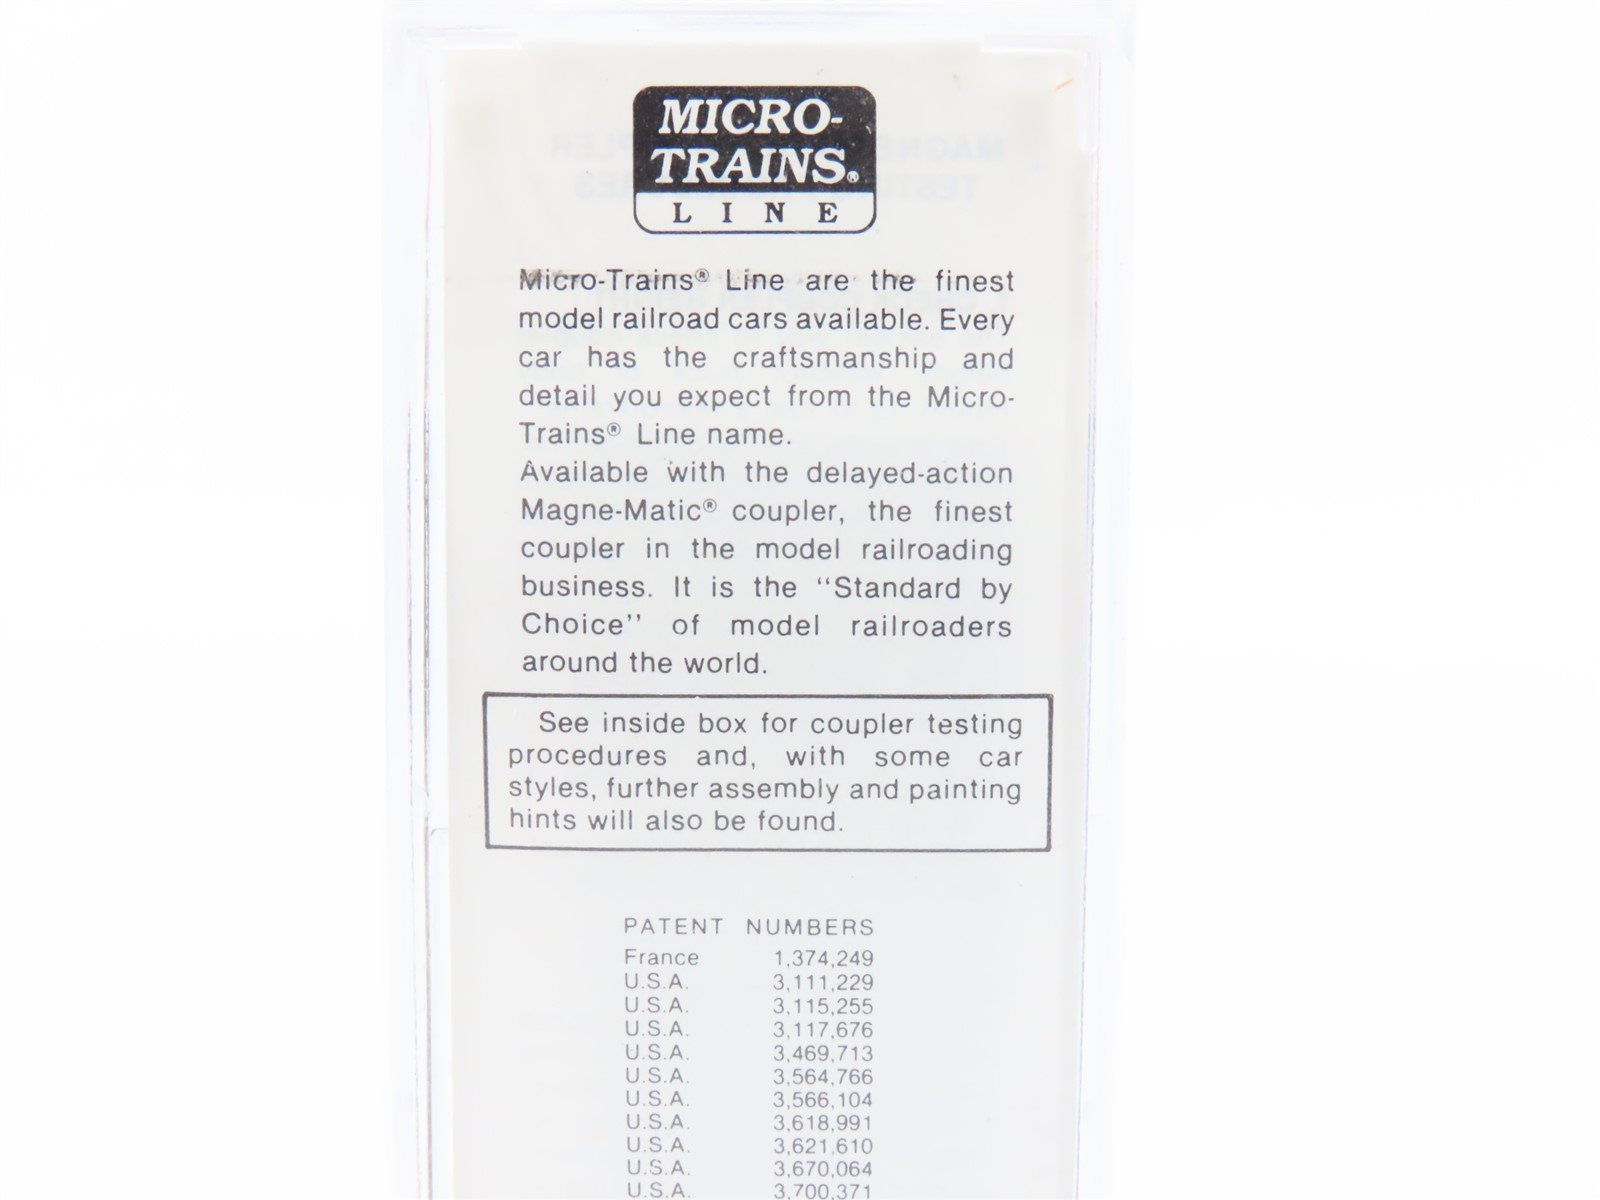 MICRO-
TRAINS®
LINE
Micro-Trains® Line are the finest
model railroad cars available. Every
car has the craftsmanship and
detail you expect from the Micro-
Trains® Line name.
Available with the delayed-action
Magne-Matic® coupler, the finest
coupler in the model railroading
business. It is the “Standard by
Choice” of model railroaders
around the world.
See inside box for coupler testing
procedures and, with some car
styles, further assembly and painting
hints will also be found.
PATENT NUMBERS
France 1,374,249
U.S.A. 3,111,229
U.S.A. 3,115,255
U.S.A. 3,117,676
U.S.A. 3,469,713
U.S.A. 3,564,766
U.S.A. 3,566,104
U.S.A. 3,618,991
U.S.A. 3,621,610
U.S.A. 3,670,064
U.S.A. 3,700,371